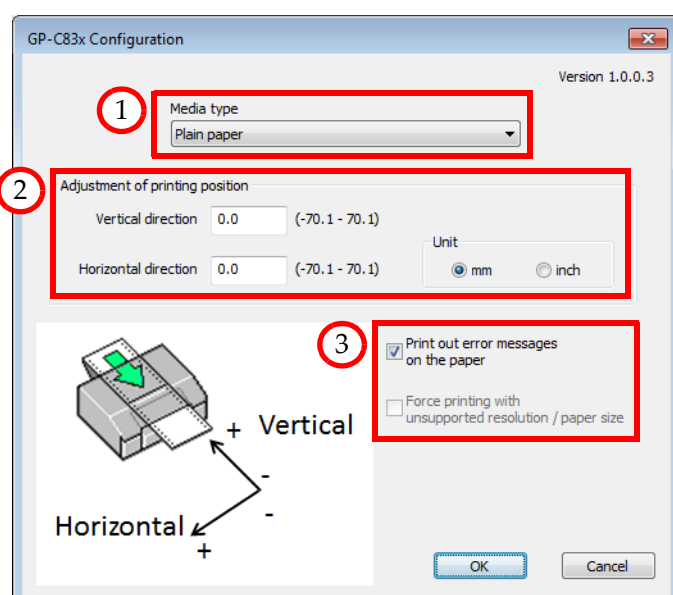 GP-C83x Configuration
Version 1.0.0.3
1
Media type
Plain paper
2
Adjustment of printing position
Vertical direction 0.0 (-70.1 - 70.1)
Unit
Horizontal direction 0.0 (-70.1 - 70.1) mm inch
3
Print out error messages
on the paper
Force printing with
unsupported resolution / paper size
+ Vertical
-
-
Horizontal
+
OK Cancel